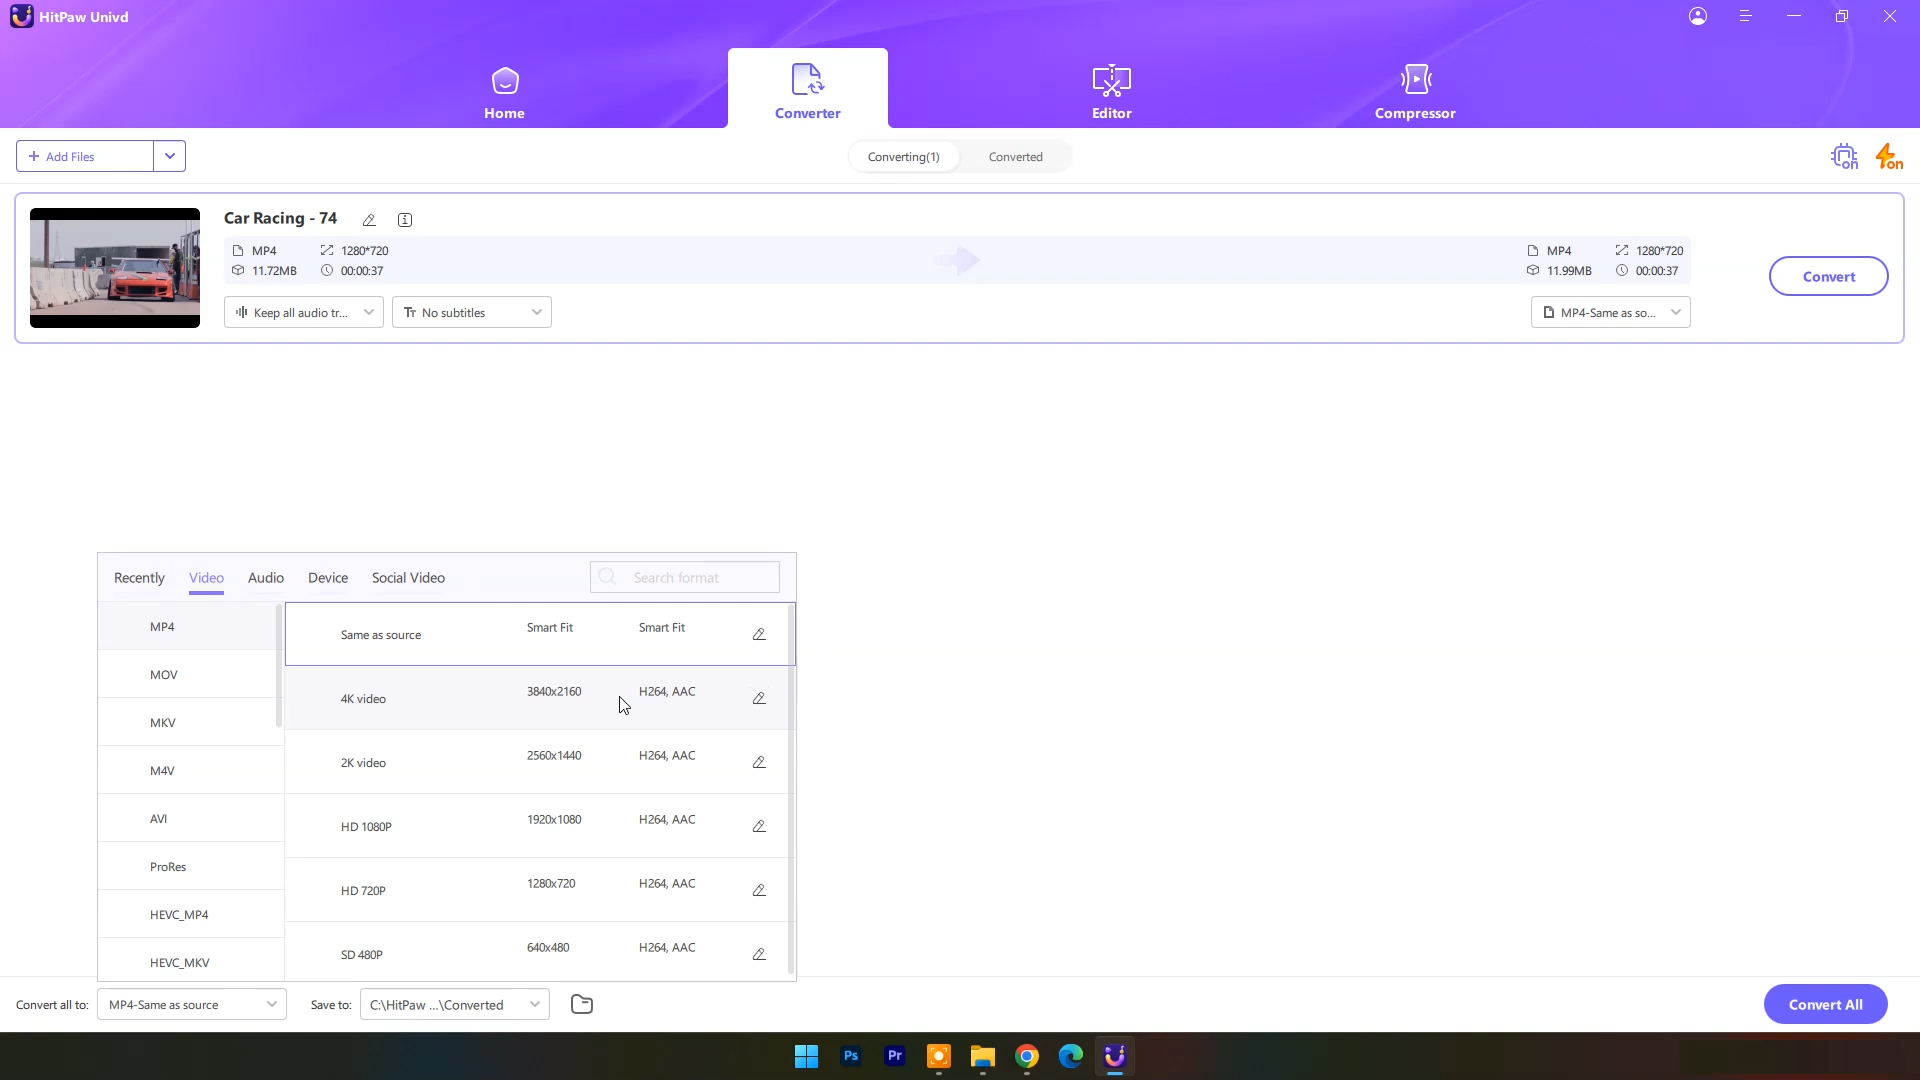 HitPaw Univd
Home
Converter
Editor
Compressor
Add Files
Converting(1)
Converted
on
on
Car Racing - 74
MP4
1280*720
11.72MB
00:00:37
MP4
1280*720
11.99MB
00:00:37
Convert
Keep all audio tr...
No subtitles
MP4-Same as so...
Recently
Video
Audio
Device
Social Video
Search format
MP4
MOV
MKV
M4V
AVI
ProRes
HEVC_MP4
HEVC_MKV
Same as source
Smart Fit
Smart Fit
4K video
3840x2160
H264, AAC
2K video
2560x1440
H264, AAC
HD 1080P
1920x1080
H264, AAC
HD 720P
1280x720
H264, AAC
SD 480P
640x480
H264, AAC
Convert all to:
MP4-Same as source
Save to:
C:\HitPaw ...\Converted
Convert All
Ps
Pr